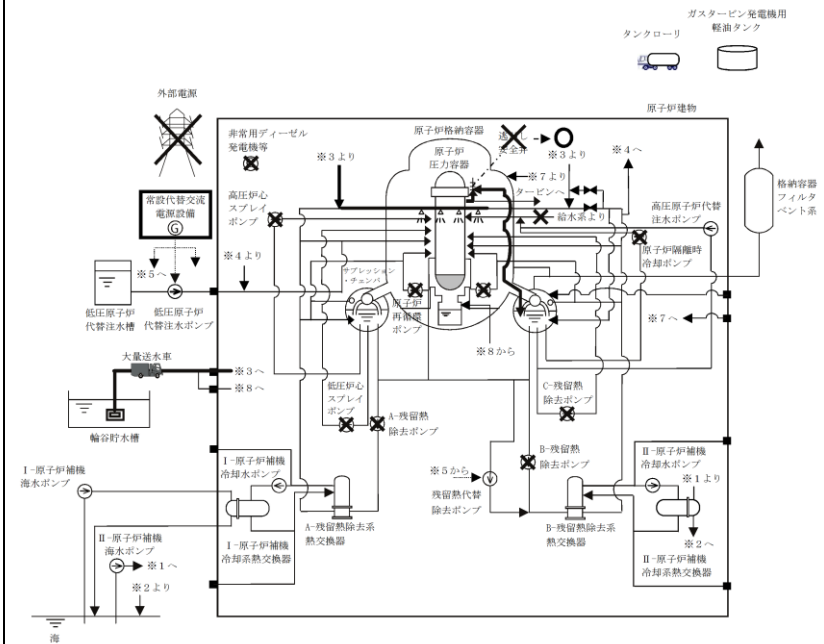 ガスタービン発電機用
軽油タンク
タンクローリ
外部電源
原子炉建物
非常用ディーゼル
発電機等
原子炉格納容器
原子炉
圧力容器
逃がし
安全弁
※3より
※3より
※4へ
※7より
タービンへ
格納容器
フィルタ
ベント系
常設代替交流
電源設備
G
高圧炉心
スプレイ
ポンプ
給水系より
高圧原子炉代替
注水ポンプ
原子炉隔離時
冷却ポンプ
※5へ
※4より
低圧原子炉
代替注水槽
低圧原子炉
代替注水ポンプ
サプレッション
・チェンバ
原子炉
再循環
ポンプ
※7へ
大量送水車
※3へ
※8へ
※8から
輪谷貯水槽
低圧炉心
スプレイ
ポンプ
A-残留熱
除去ポンプ
C-残留熱
除去ポンプ
B-残留熱
除去ポンプ
※5から
残留熱代替
除去ポンプ
Ⅰ-原子炉補機
海水ポンプ
Ⅰ-原子炉補機
冷却水ポンプ
Ⅱ-原子炉補機
冷却水ポンプ
※1より
A-残留熱除去系
熱交換器
B-残留熱除去系
熱交換器
Ⅱ-原子炉補機
海水ポンプ
※1へ
※2より
Ⅰ-原子炉補機
冷却系熱交換器
※2へ
Ⅱ-原子炉補機
冷却系熱交換器
海